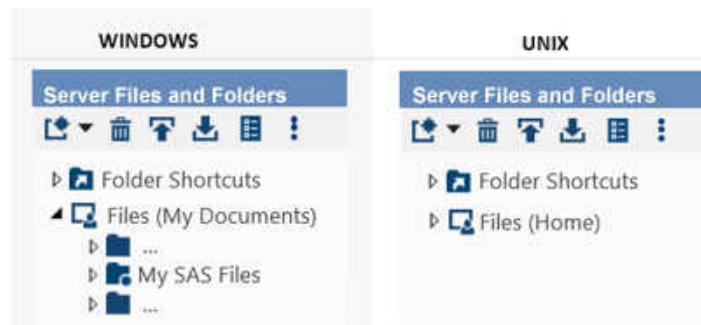 WINDOWS
Server Files and Folders
Folder Shortcuts
Files (My Documents)
...
My SAS Files
...
UNIX
Server Files and Folders
Folder Shortcuts
Files (Home)